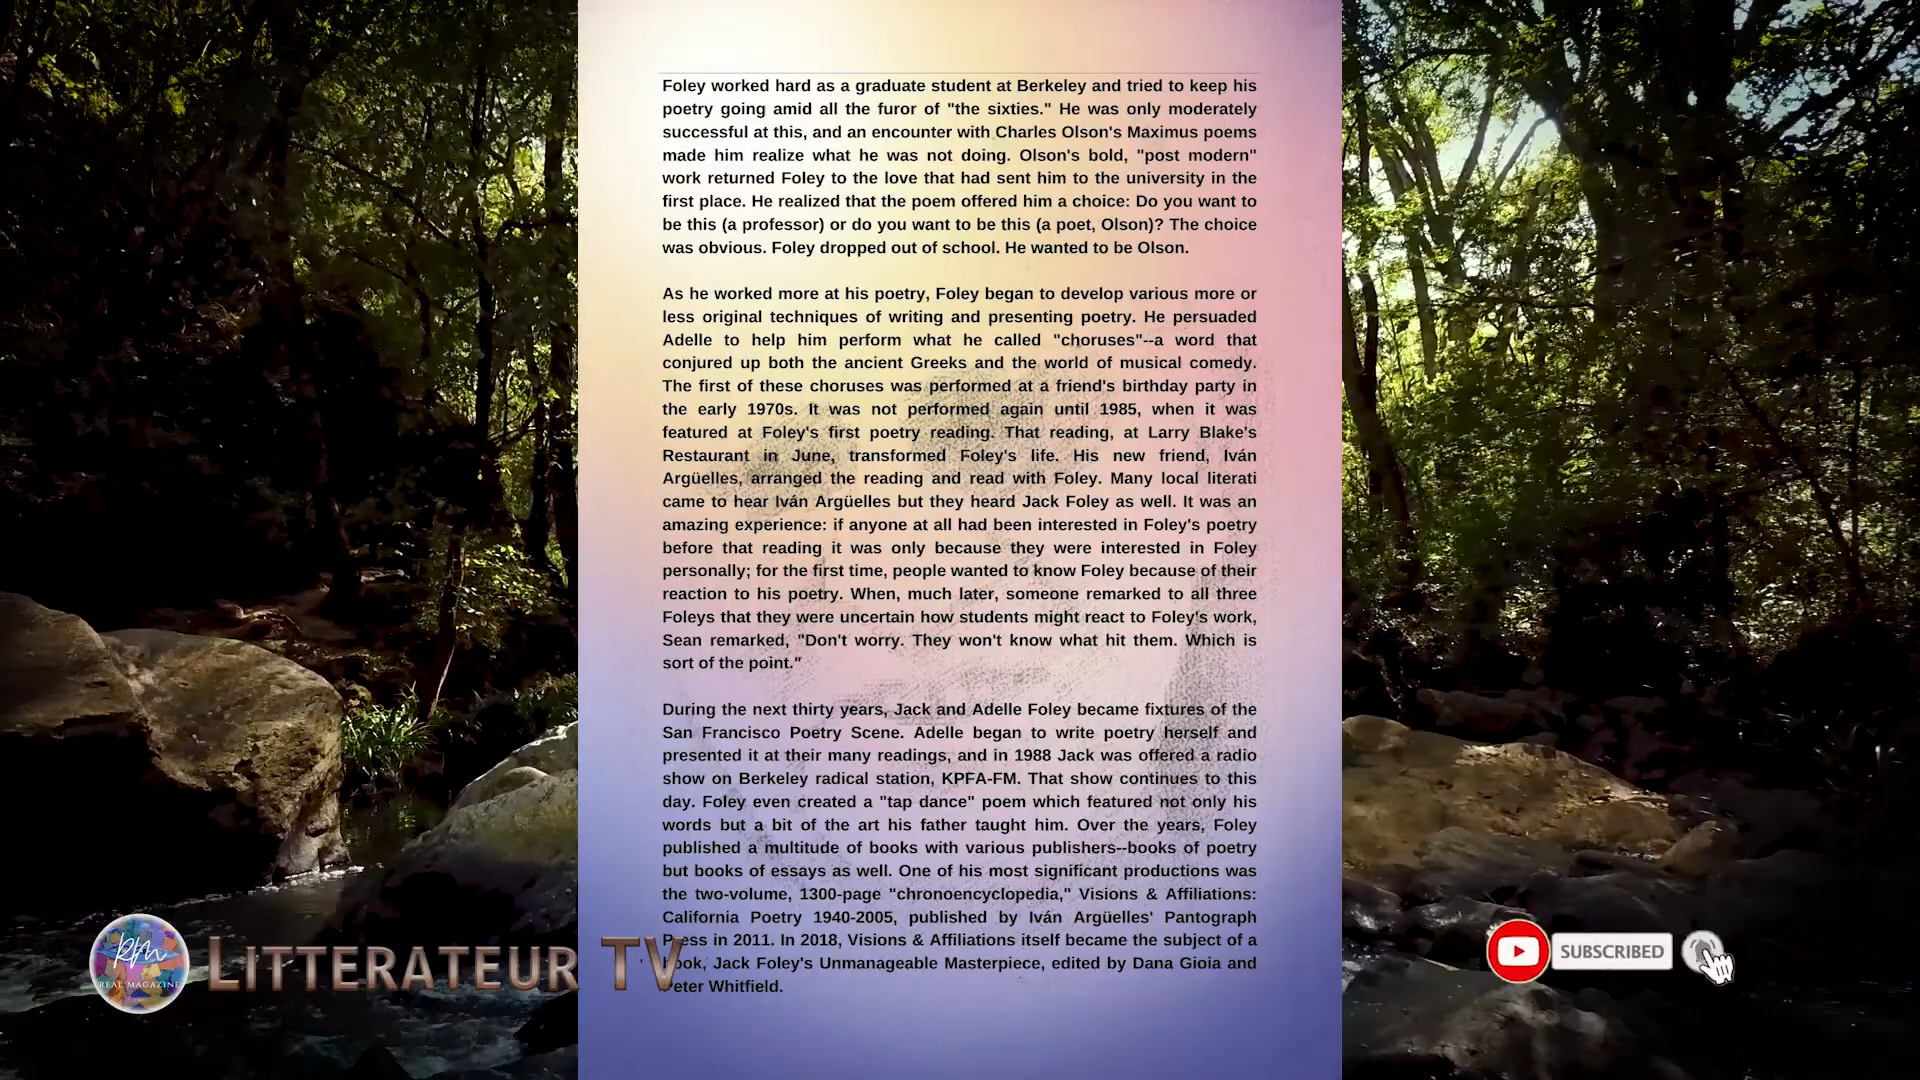 Foley worked hard as a graduate student at Berkeley and tried to keep his
poetry going amid all the furor of "the sixties." He was only moderately
successful at this, and an encounter with Charles Olson's Maximus poems
made him realize what he was not doing. Olson's bold, "post modern"
work returned Foley to the love that had sent him to the university in the
first place. He realized that the poem offered him a choice: Do you want to
be this (a professor) or do you want to be this (a poet, Olson)? The choice
was obvious. Foley dropped out of school. He wanted to be Olson.
As he worked more at his poetry, Foley began to develop various more or
less original techniques of writing and presenting poetry. He persuaded
Adelle to help him perform what he called "choruses"--a word that
conjured up both the ancient Greeks and the world of musical comedy.
The first of these choruses was performed at a friend's birthday party in
the early 1970s. It was not performed again until 1985, when it was
featured at Foley's first poetry reading. That reading, at Larry Blake's
Restaurant in June, transformed Foley's life. His new friend, Iván
Argüelles, arranged the reading and read with Foley. Many local literati
came to hear Iván Argüelles but they heard Jack Foley as well. It was an
amazing experience: if anyone at all had been interested in Foley's poetry
before that reading it was only because they were interested in Foley
personally; for the first time, people wanted to know Foley because of their
reaction to his poetry. When, much later, someone remarked to all three
Foleys that they were uncertain how students might react to Foley's work,
Sean remarked, "Don't worry. They won't know what hit them. Which is
sort of the point."
During the next thirty years, Jack and Adelle Foley became fixtures of the
San Francisco Poetry Scene. Adelle began to write poetry herself and
presented it at their many readings, and in 1988 Jack was offered a radio
show on Berkeley radical station, KPFA-FM. That show continues to this
day. Foley even created a "tap dance" poem which featured not only his
words but a bit of the art his father taught him. Over the years, Foley
published a multitude of books with various publishers--books of poetry
but books of essays as well. One of his most significant productions was
the two-volume, 1300-page "chronoencyclopedia," Visions & Affiliations:
California Poetry 1940-2005, published by Iván Argüelles' Pantograph
Press in 2011. In 2018, Visions & Affiliations itself became the subject of a
book, Jack Foley's Unmanageable Masterpiece, edited by Dana Gioia and
Peter Whitfield.
RM
REAL MAGAZINE
LITTERATEUR TV
SUBSCRIBED